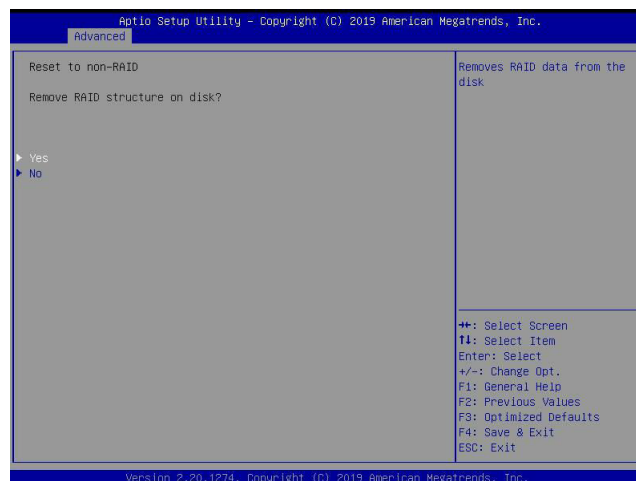 Aptio Setup Utility – Copyright (C) 2019 American Megatrends, Inc.
Advanced
Reset to non-RAID
Remove RAID structure on disk?
Yes
No
Removes RAID data from the
disk
→←: Select Screen
↑↓: Select Item
Enter: Select
+/-: Change Opt.
F1: General Help
F2: Previous Values
F3: Optimized Defaults
F4: Save & Exit
ESC: Exit
Version 2.20.1274. Copyright (C) 2019 American Megatrends, Inc.